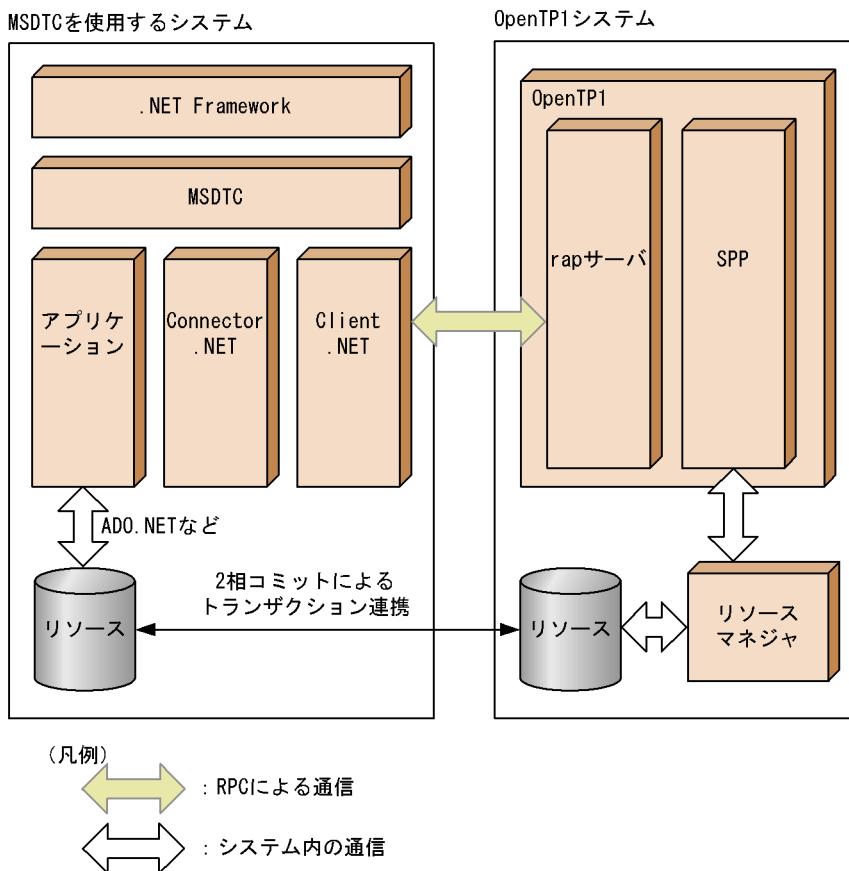 MSDTCを使用するシステム
OpenTP1システム
.NET Framework
MSDTC
アプリケ
ーション
Connector
.NET
Client
.NET
OpenTP1
rapサーバ
SPP
ADO.NETなど
リソース
2相コミットによる
トランザクション連携
リソース
リソース
マネジャ
(凡例)
：RPCによる通信
：システム内の通信